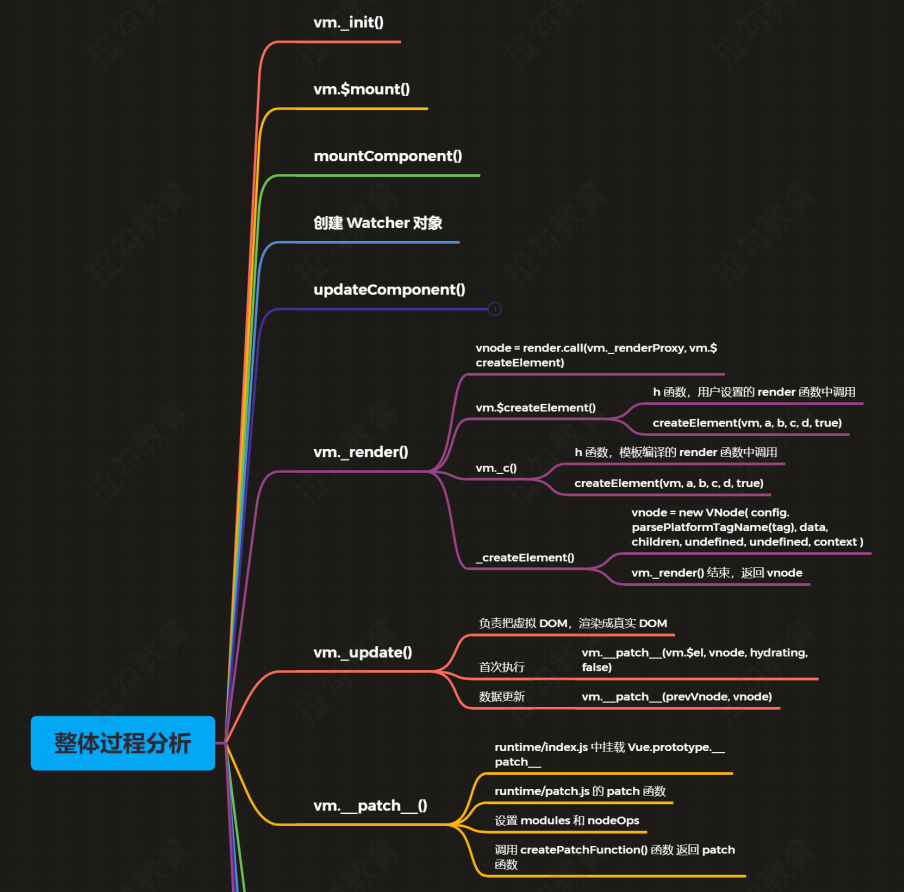 vm._init()
vm.$mount()
mountComponent()
创建 Watcher 对象
updateComponent()
1
vnode = render.call(vm._renderProxy, vm.$
createElement)
vm.$createElement()
h 函数，用户设置的 render 函数中调用
createElement(vm, a, b, c, d, true)
vm._render()
vm._c()
h 函数，模板编译的 render 函数中调用
createElement(vm, a, b, c, d, true)
_createElement()
vnode = new VNode( config.
parsePlatformTagName(tag), data,
children, undefined, undefined, context )
vm._render() 结束，返回 vnode
vm._update()
负责把虚拟 DOM，渲染成真实 DOM
首次执行
vm.__patch__(vm.$el, vnode, hydrating,
false)
数据更新
vm.__patch__(prevVnode, vnode)
整体过程分析
vm.__patch__()
runtime/index.js 中挂载 Vue.prototype.__
patch__
runtime/patch.js 的 patch 函数
设置 modules 和 nodeOps
调用 createPatchFunction() 函数 返回 patch
函数
拉勾教育